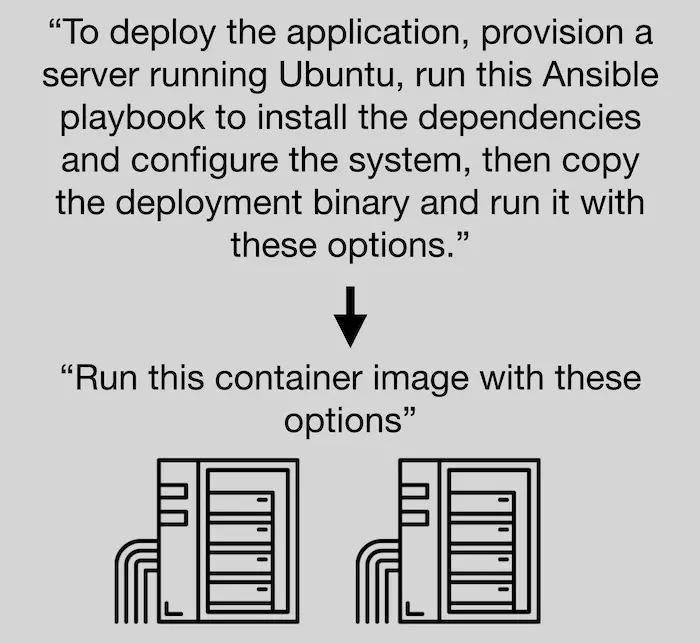 “To deploy the application, provision a
server running Ubuntu, run this Ansible
playbook to install the dependencies
and configure the system, then copy
the deployment binary and run it with
these options.”
“Run this container image with these
options”